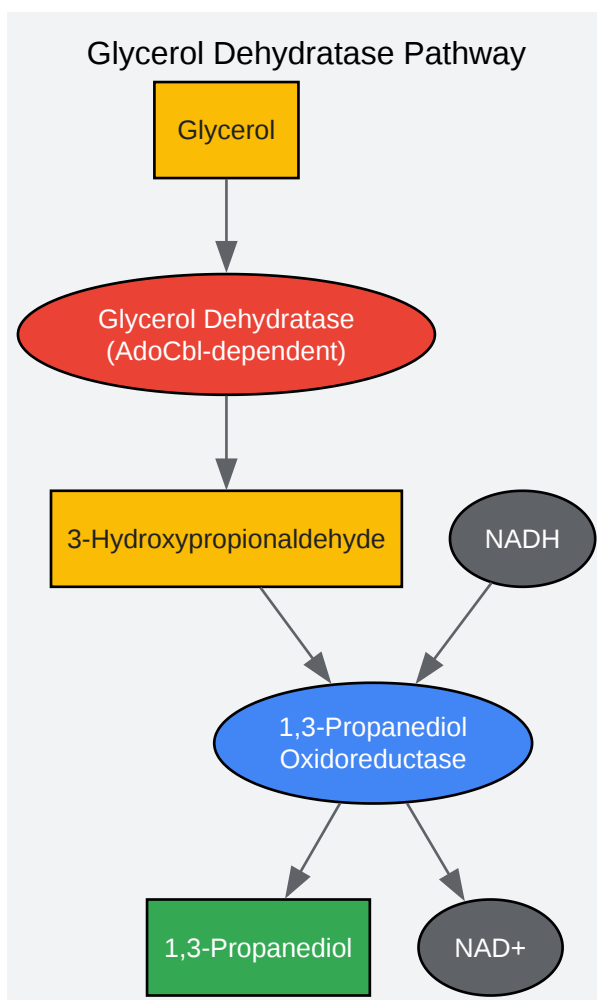 Glycerol Dehydratase Pathway
Glycerol
Glycerol Dehydratase
(AdoCbl-dependent)
3-Hydroxypropionaldehyde
NADH
1,3-Propanediol
Oxidoreductase
1,3-Propanediol
NAD+